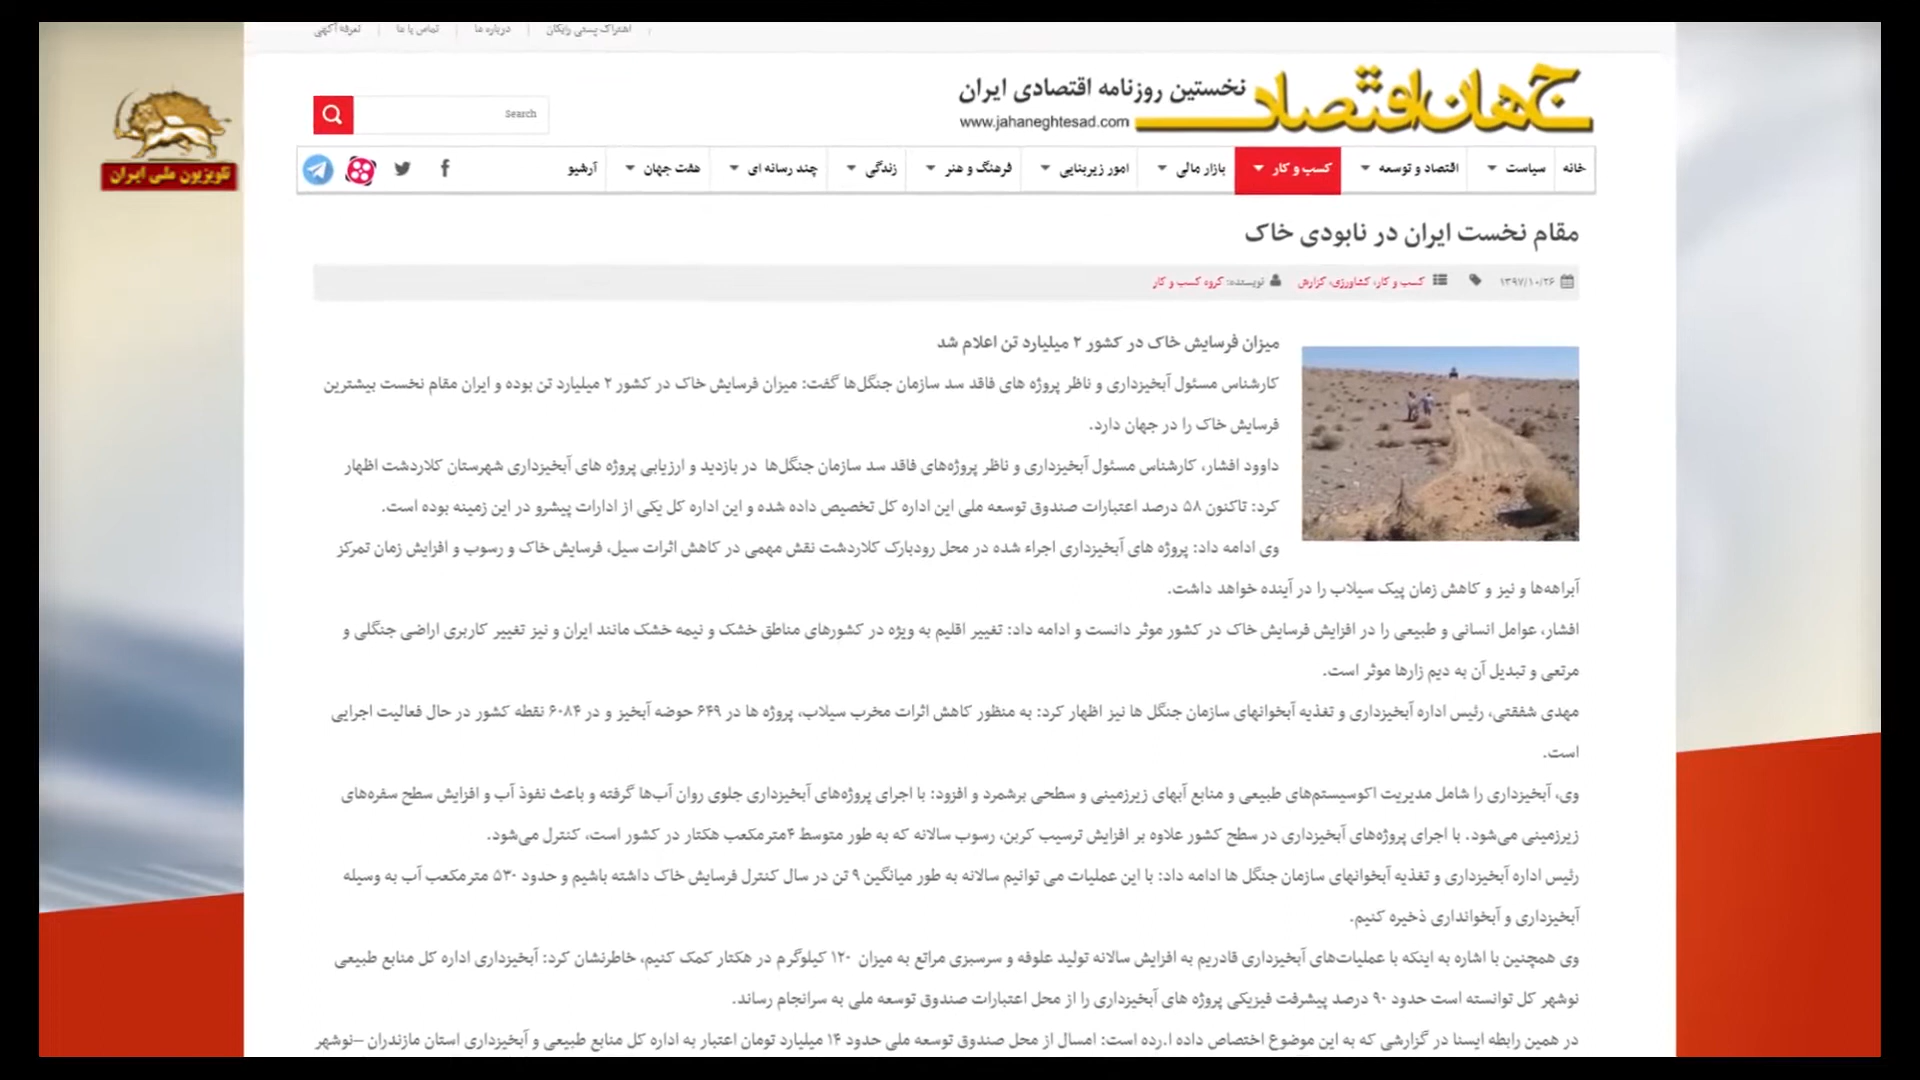 اشتراک پستی رایگان | درباره ما | تماس با ما | تعرفه آگهی
جهان اقتصاد
نخستین روزنامه اقتصادی ایران
www.jahaneghtesad.com
Search
تلویزیون ملی ایران
خانه سیاست اقتصاد و توسعه کسب و کار بازار مالی امور زیربنایی فرهنگ و هنر زندگی چند رسانه ای هفت جهان آرشیو
مقام نخست ایران در نابودی خاک
۱۳۹۷/۱۰/۲۶ کسب و کار، کشاورزی، گزارش نویسنده: گروه کسب و کار
میزان فرسایش خاک در کشور ۲ میلیارد تن اعلام شد
کارشناس مسئول آبخیزداری و ناظر پروژه های فاقد سد سازمان جنگل‌ها گفت: میزان فرسایش خاک در کشور ۲ میلیارد تن بوده و ایران مقام نخست بیشترین
فرسایش خاک را در جهان دارد.
داوود افشار، کارشناس مسئول آبخیزداری و ناظر پروژه‌های فاقد سد سازمان جنگل‌ها در بازدید و ارزیابی پروژه های آبخیزداری شهرستان کلاردشت اظهار
کرد: تاکنون ۵۸ درصد اعتبارات صندوق توسعه ملی این اداره کل تخصیص داده شده و این اداره کل یکی از ادارات پیشرو در این زمینه بوده است.
وی ادامه داد: پروژه های آبخیزداری اجراء شده در محل رودبارک کلاردشت نقش مهمی در کاهش اثرات سیل، فرسایش خاک و رسوب و افزایش زمان تمرکز
آبراهه‌ها و نیز و کاهش زمان پیک سیلاب را در آینده خواهد داشت.
افشار، عوامل انسانی و طبیعی را در افزایش فرسایش خاک در کشور موثر دانست و ادامه داد: تغییر اقلیم به ویژه در کشورهای مناطق خشک و نیمه خشک مانند ایران و نیز تغییر کاربری اراضی جنگلی و
مرتعی و تبدیل آن به دیم زارها موثر است.
مهدی شفقتی، رئیس اداره آبخیزداری و تغذیه آبخوانهای سازمان جنگل ها نیز اظهار کرد: به منظور کاهش اثرات مخرب سیلاب، پروژه ها در ۶۴۹ حوضه آبخیز و در ۶۰۸۴ نقطه کشور در حال فعالیت اجرایی
است.
وی، آبخیزداری را شامل مدیریت اکوسیستم‌های طبیعی و منابع آبهای زیرزمینی و سطحی برشمرد و افزود: با اجرای پروژه‌های آبخیزداری جلوی روان آب‌ها گرفته و باعث نفوذ آب و افزایش سطح سفره‌های
زیرزمینی می‌شود. با اجرای پروژه‌های آبخیزداری در سطح کشور علاوه بر افزایش ترسیب کربن، رسوب سالانه که به طور متوسط ۴مترمکعب هکتار در کشور است، کنترل می‌شود.
رئیس اداره آبخیزداری و تغذیه آبخوانهای سازمان جنگل ها ادامه داد: با این عملیات می توانیم سالانه به طور میانگین ۹ تن در سال کنترل فرسایش خاک داشته باشیم و حدود ۵۳۰ مترمکعب آب به وسیله
آبخیزداری و آبخوانداری ذخیره کنیم.
وی همچنین با اشاره به اینکه با عملیات‌های آبخیزداری قادریم به افزایش سالانه تولید علوفه و سرسبزی مراتع به میزان ۱۲۰ کیلوگرم در هکتار کمک کنیم، خاطرنشان کرد: آبخیزداری اداره کل منابع طبیعی
نوشهر کل توانسته است حدود ۹۰ درصد پیشرفت فیزیکی پروژه های آبخیزداری را از محل اعتبارات صندوق توسعه ملی به سرانجام رساند.
در همین رابطه ایسنا در گزارشی که به این موضوع اختصاص داده ا.رده است: امسال از محل صندوق توسعه ملی حدود ۱۴ میلیارد تومان اعتبار به اداره کل منابع طبیعی و آبخیزداری استان مازندران –نوشهر